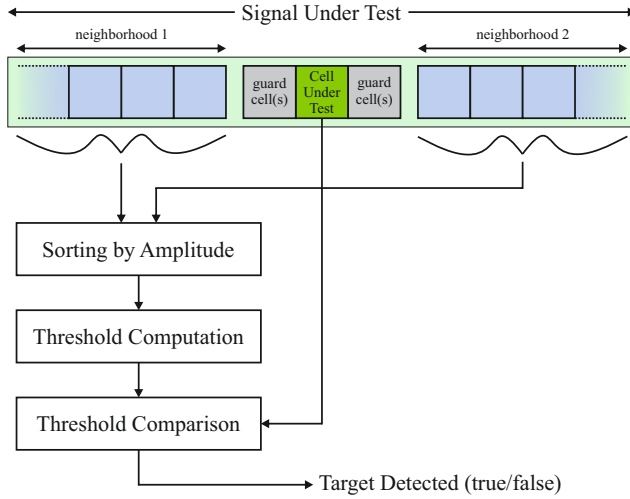 Signal Under Test
neighborhood 1
neighborhood 2
guard
cell(s)
Cell
Under
Test
guard
cell(s)
Sorting by Amplitude
Threshold Computation
Threshold Comparison
Target Detected (true/false)